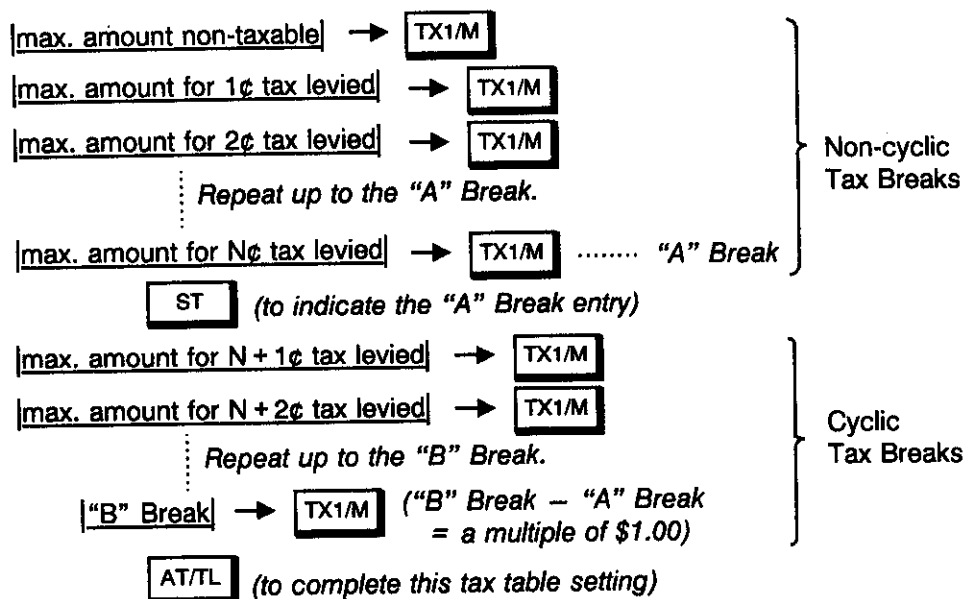 max. amount non-taxable → TX1/M
max. amount for 1¢ tax levied → TX1/M
max. amount for 2¢ tax levied → TX1/M
Repeat up to the “A” Break.
max. amount for N¢ tax levied → TX1/M ........ “A” Break
Non-cyclic
Tax Breaks
ST (to indicate the “A” Break entry)
max. amount for N + 1¢ tax levied → TX1/M
max. amount for N + 2¢ tax levied → TX1/M
Repeat up to the “B” Break.
“B” Break → TX1/M (“B” Break – “A” Break
= a multiple of $1.00)
Cyclic
Tax Breaks
AT/TL (to complete this tax table setting)